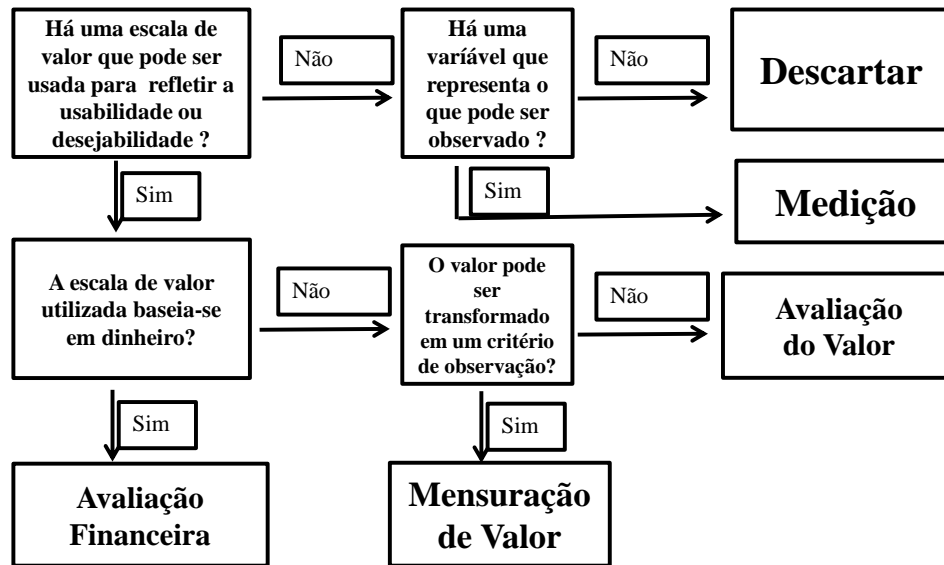 Há uma escala de
valor que pode ser
usada para refletir a
usabilidade ou
desejabilidade ?
Não
Há uma
varíável que
representa o
que pode ser
observado ?
Não
Descartar
Sim
Sim
Medição
A escala de valor
utilizada baseia-se
em dinheiro?
Não
O valor pode
ser
transformado
em um critério
de observação?
Não
Avaliação
do Valor
Sim
Sim
Avaliação
Financeira
Mensuração
de Valor